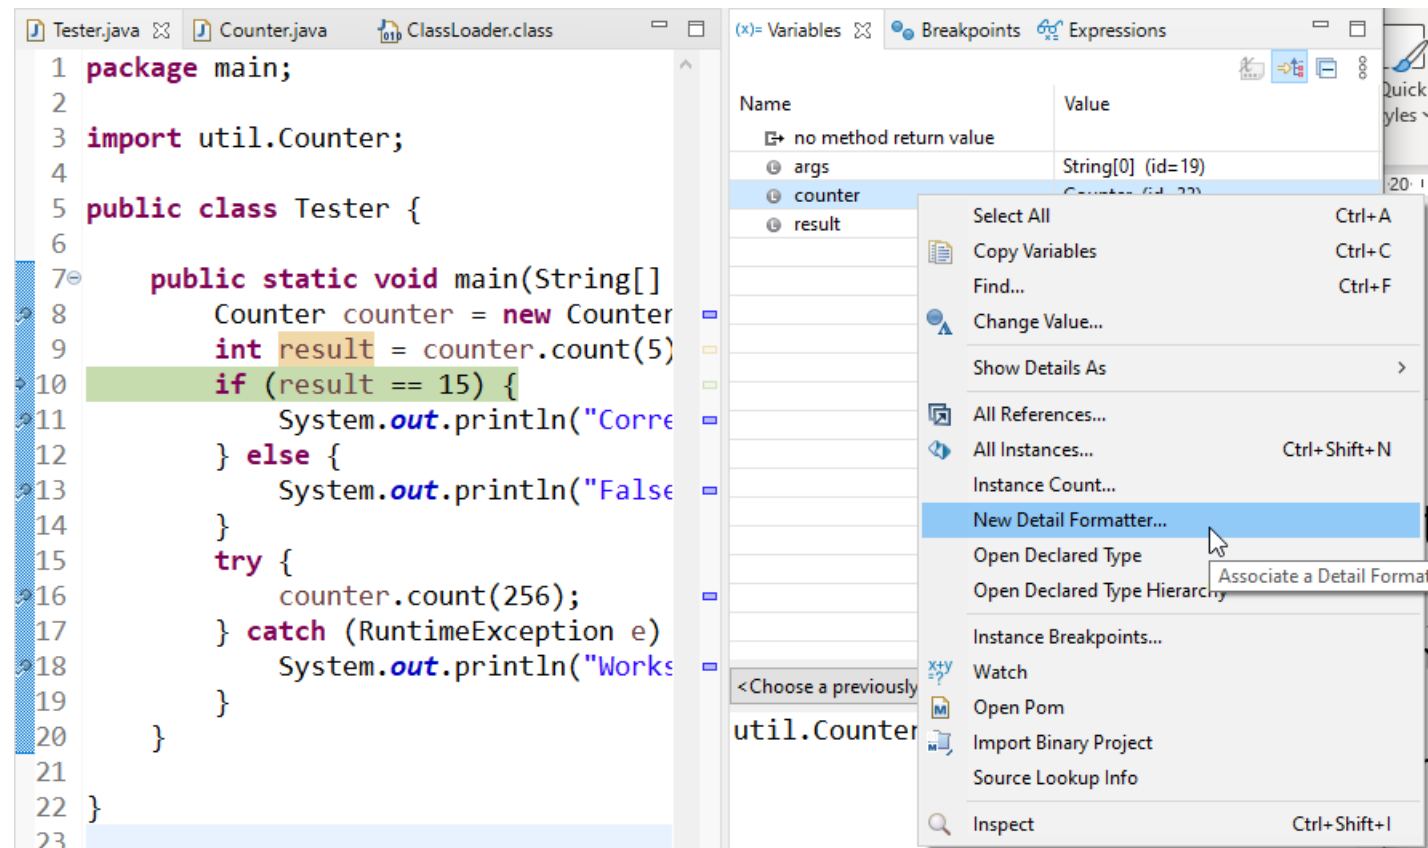 Tester.java
Counter.java
ClassLoader.class
1 package main;
2
3 import util.Counter;
4
5 public class Tester {
6
7 public static void main(String[]
8 Counter counter = new Counter
9 int result = counter.count(5)
10 if (result == 15) {
11 System.out.println("Corre
12 } else {
13 System.out.println("False
14 }
15 try {
16 counter.count(256);
17 } catch (RuntimeException e)
18 System.out.println("Works
19 }
20 }
21
22 }
23
(x)= Variables
Breakpoints
Expressions
Name Value
no method return value
args String[0] (id=19)
counter Counter (id=22)
result
<Choose a previously
util.Counter
Select All Ctrl+A
Copy Variables Ctrl+C
Find... Ctrl+F
Change Value...
Show Details As
All References...
All Instances... Ctrl+Shift+N
Instance Count...
New Detail Formatter...
Open Declared Type
Associate a Detail Format
Open Declared Type Hierarchy
Instance Breakpoints...
Watch
Open Pom
Import Binary Project
Source Lookup Info
Inspect Ctrl+Shift+I
Quick
yles
20